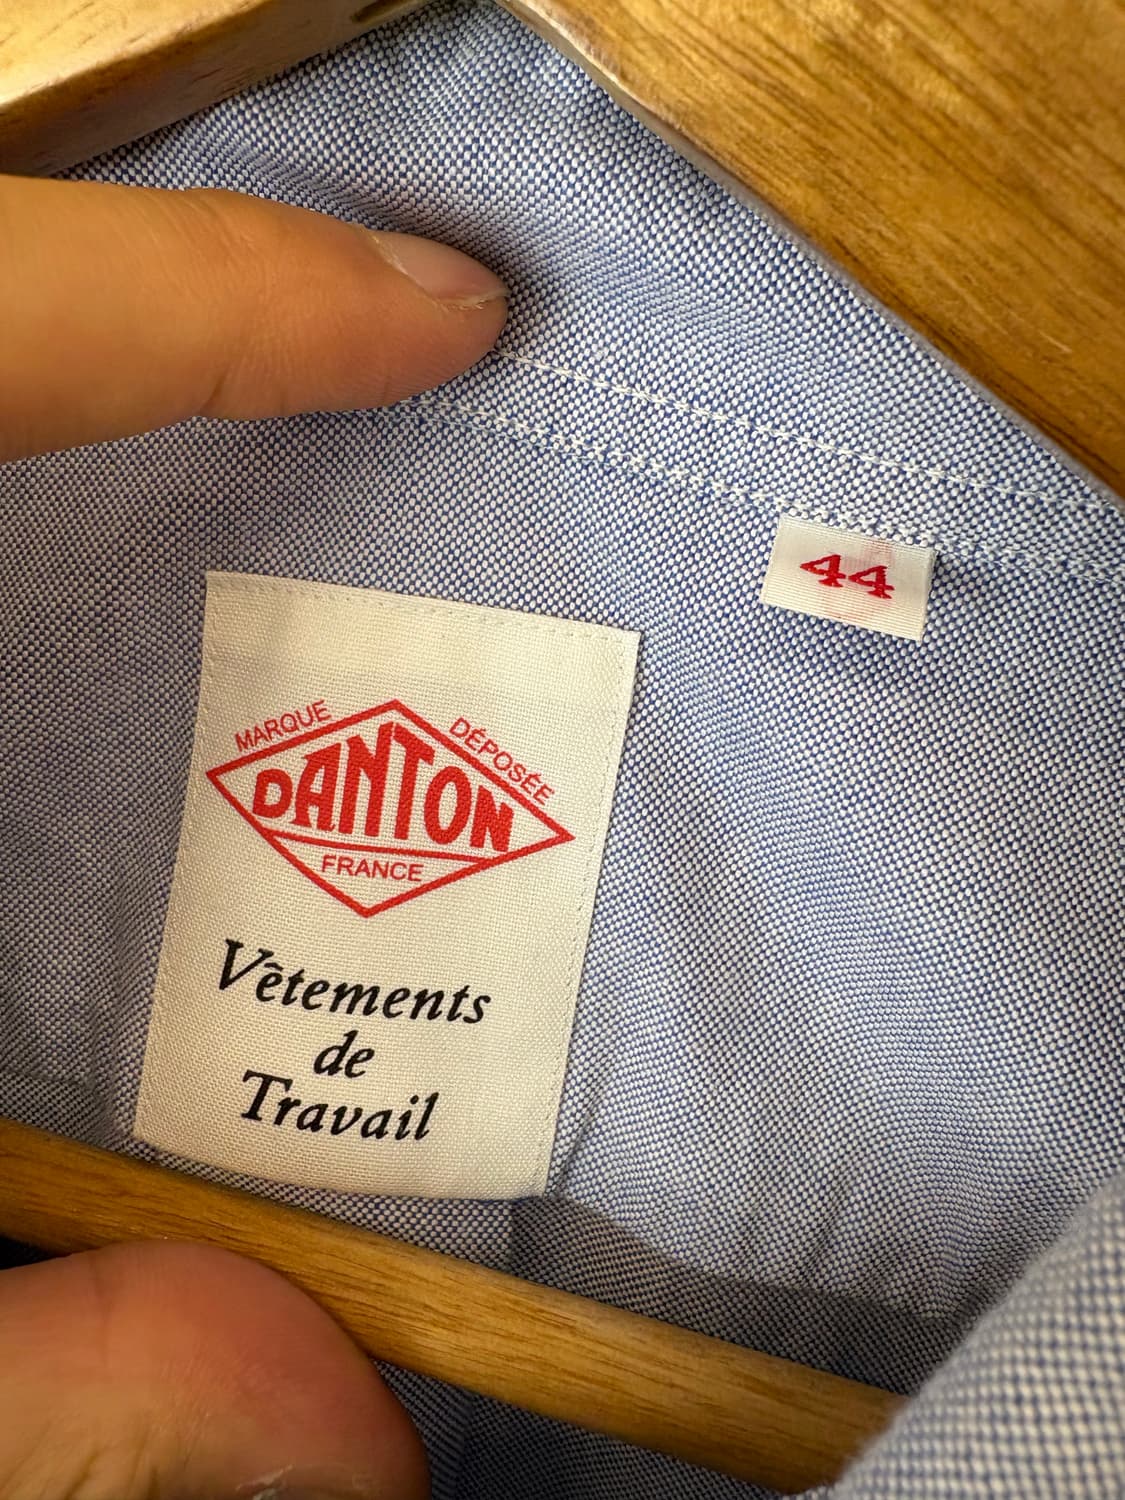 44
MARQUE DÉPOSÉE
DANTON
FRANCE
Vêtements
de
Travail